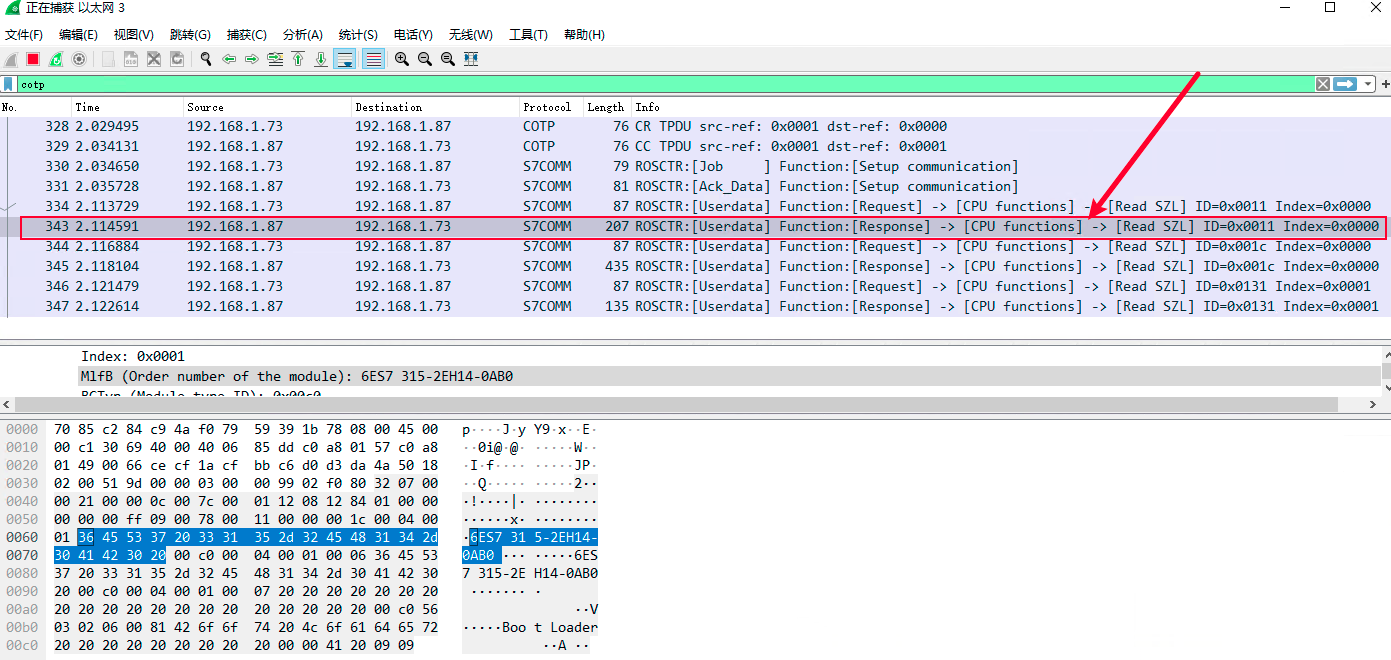 正在捕获 以太网 3
文件(F) 编辑(E) 视图(V) 跳转(G) 捕获(C) 分析(A) 统计(S) 电话(Y) 无线(W) 工具(T) 帮助(H)
cotp
No. Time Source Destination Protocol Length Info
328 2.029495 192.168.1.73 192.168.1.87 COTP 76 CR TPDU src-ref: 0x0001 dst-ref: 0x0000
329 2.034131 192.168.1.87 192.168.1.73 COTP 76 CC TPDU src-ref: 0x0001 dst-ref: 0x0001
330 2.034650 192.168.1.73 192.168.1.87 S7COMM 79 ROSCTR:[Job ] Function:[Setup communication]
331 2.035728 192.168.1.87 192.168.1.73 S7COMM 81 ROSCTR:[Ack_Data] Function:[Setup communication]
334 2.113729 192.168.1.73 192.168.1.87 S7COMM 87 ROSCTR:[Userdata] Function:[Request] -> [CPU functions] -> [Read SZL] ID=0x0011 Index=0x0000
343 2.114591 192.168.1.87 192.168.1.73 S7COMM 207 ROSCTR:[Userdata] Function:[Response] -> [CPU functions] -> [Read SZL] ID=0x0011 Index=0x0000
344 2.116884 192.168.1.73 192.168.1.87 S7COMM 87 ROSCTR:[Userdata] Function:[Request] -> [CPU functions] -> [Read SZL] ID=0x001c Index=0x0000
345 2.118104 192.168.1.87 192.168.1.73 S7COMM 435 ROSCTR:[Userdata] Function:[Response] -> [CPU functions] -> [Read SZL] ID=0x001c Index=0x0000
346 2.121479 192.168.1.73 192.168.1.87 S7COMM 87 ROSCTR:[Userdata] Function:[Request] -> [CPU functions] -> [Read SZL] ID=0x0131 Index=0x0001
347 2.122614 192.168.1.87 192.168.1.73 S7COMM 135 ROSCTR:[Userdata] Function:[Response] -> [CPU functions] -> [Read SZL] ID=0x0131 Index=0x0001
Index: 0x0001
MlfB (Order number of the module): 6ES7 315-2EH14-0AB0
BGTyp (Module type ID): 0x00c0
0000 70 85 c2 84 c9 4a f0 79 59 39 1b 78 08 00 45 00 p····J·y Y9·x··E·
0010 00 c1 30 69 40 00 40 06 85 dd c0 a8 01 57 c0 a8 ··0i@·@· ·····W··
0020 01 49 00 66 ce cf 1a cf bb c6 d0 d3 da 4a 50 18 ·I·f···· ·····JP·
0030 02 00 51 9d 00 00 03 00 00 99 02 f0 80 32 07 00 ··Q····· ·····2··
0040 00 21 00 00 0c 00 7c 00 01 12 08 12 84 01 00 00 ·!····|· ········
0050 00 00 00 ff 09 00 78 00 11 00 00 00 1c 00 04 00 ······x· ········
0060 01 36 45 53 37 20 33 31 35 2d 32 45 48 31 34 2d ·6ES7 31 5-2EH14-
0070 30 41 42 30 20 00 c0 00 04 00 01 00 06 36 45 53 0AB0 ··· ·····6ES
0080 37 20 33 31 35 2d 32 45 48 31 34 2d 30 41 42 30 7 315-2E H14-0AB0
0090 20 00 c0 00 04 00 01 00 07 20 20 20 20 20 20 20 ······· ·
00a0 20 20 20 20 20 20 20 20 20 20 20 20 20 00 c0 56 ··V
00b0 03 02 06 00 81 42 6f 6f 74 20 4c 6f 61 64 65 72 ·····Boo t Loader
00c0 20 20 20 20 20 20 20 20 20 00 00 41 20 09 09 ··A ··